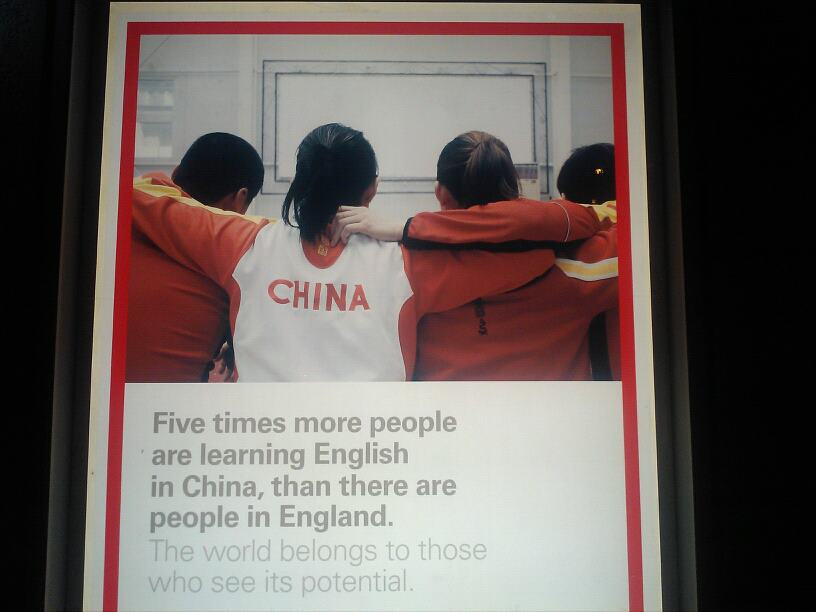 CHINA
Five times more people
are learning English
in China, than there are
people in England.
The world belongs to those
who see its potential.